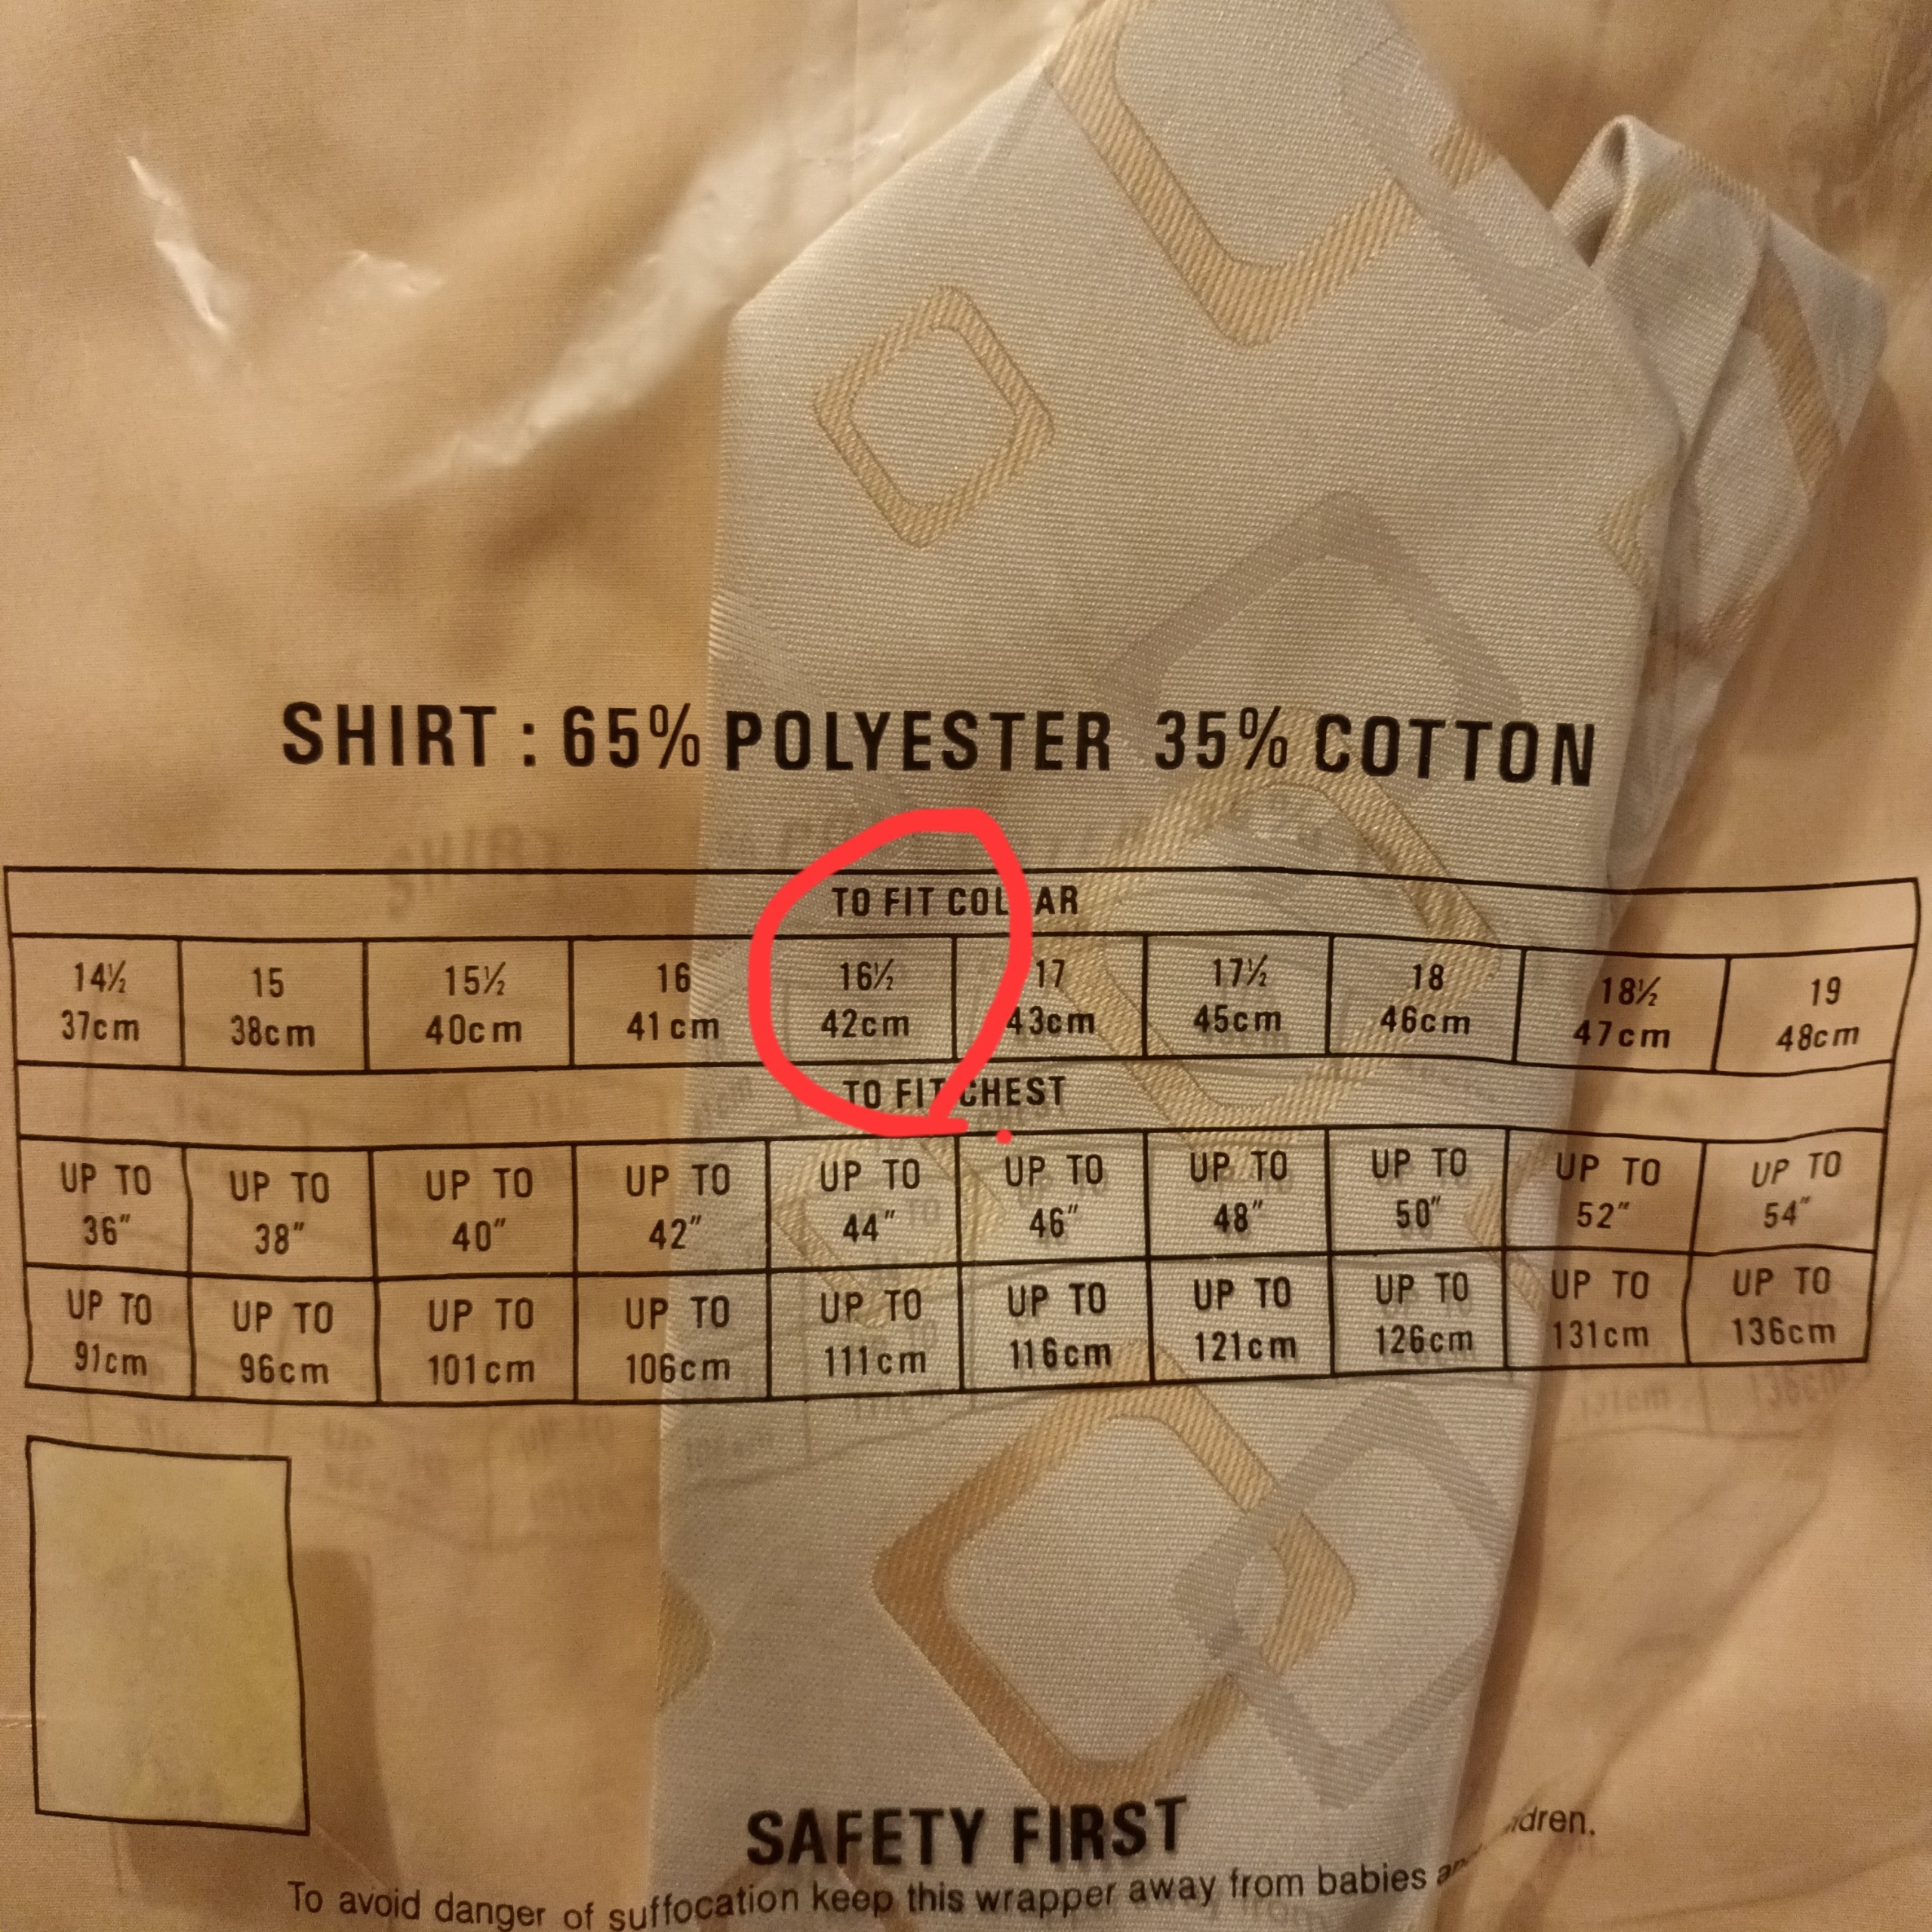 SHIRT : 65% POLYESTER 35% COTTON
TO FIT COLLAR
14½ 15 15½ 16 16½ 17 17½ 18 18½ 19
37cm 38cm 40cm 41cm 42cm 43cm 45cm 46cm 47cm 48cm
TO FIT CHEST
UP TO UP TO UP TO UP TO UP TO UP TO UP TO UP TO UP TO UP TO
36" 38" 40" 42" 44" 46" 48" 50" 52" 54"
UP TO UP TO UP TO UP TO UP TO UP TO UP TO UP TO UP TO UP TO
91cm 96cm 101cm 106cm 111cm 116cm 121cm 126cm 131cm 136cm
SAFETY FIRST
To avoid danger of suffocation keep this wrapper away from babies and children.